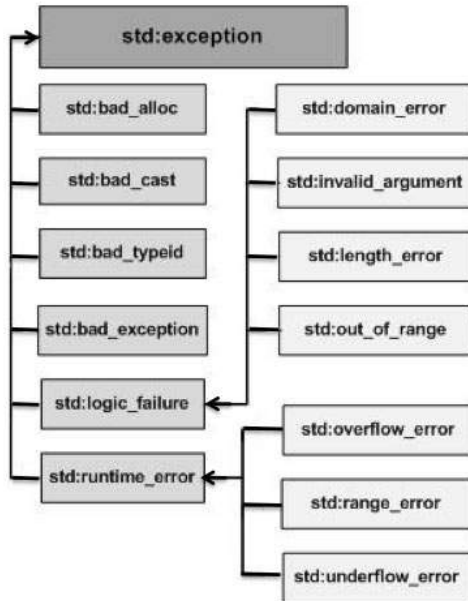 std:exception
std:bad_alloc
std:bad_cast
std:bad_typeid
std:bad_exception
std:logic_failure
std:runtime_error
std:domain_error
std:invalid_argument
std:length_error
std:out_of_range
std:overflow_error
std:range_error
std:underflow_error